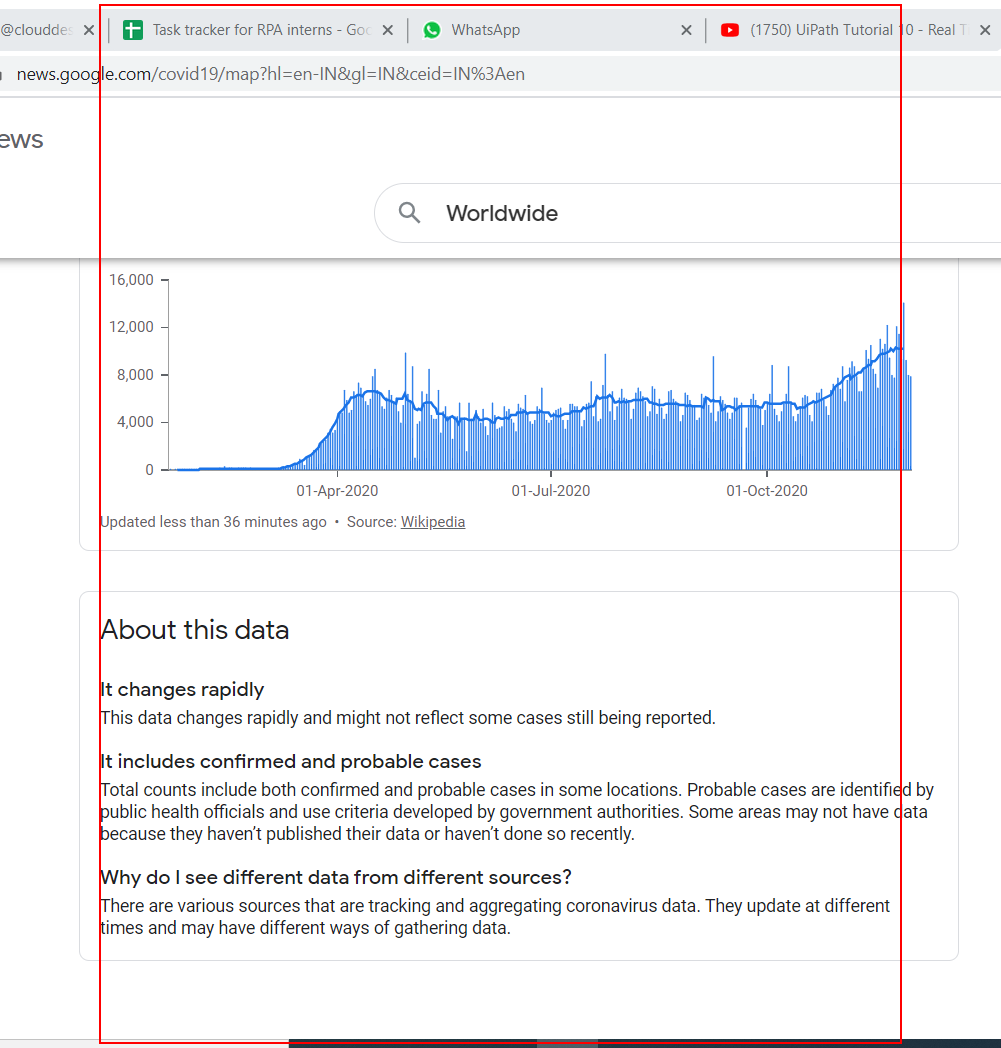 @clouddes
Task tracker for RPA interns - Goo
WhatsApp
(1750) UiPath Tutorial 10 - Real T
news.google.com/covid19/map?hl=en-IN&gl=IN&ceid=IN%3Aen
ews
Worldwide
16,000
12,000
8,000
4,000
0
01-Apr-2020 01-Jul-2020 01-Oct-2020
Updated less than 36 minutes ago • Source: Wikipedia
About this data
It changes rapidly
This data changes rapidly and might not reflect some cases still being reported.
It includes confirmed and probable cases
Total counts include both confirmed and probable cases in some locations. Probable cases are identified by
public health officials and use criteria developed by government authorities. Some areas may not have data
because they haven’t published their data or haven’t done so recently.
Why do I see different data from different sources?
There are various sources that are tracking and aggregating coronavirus data. They update at different
times and may have different ways of gathering data.